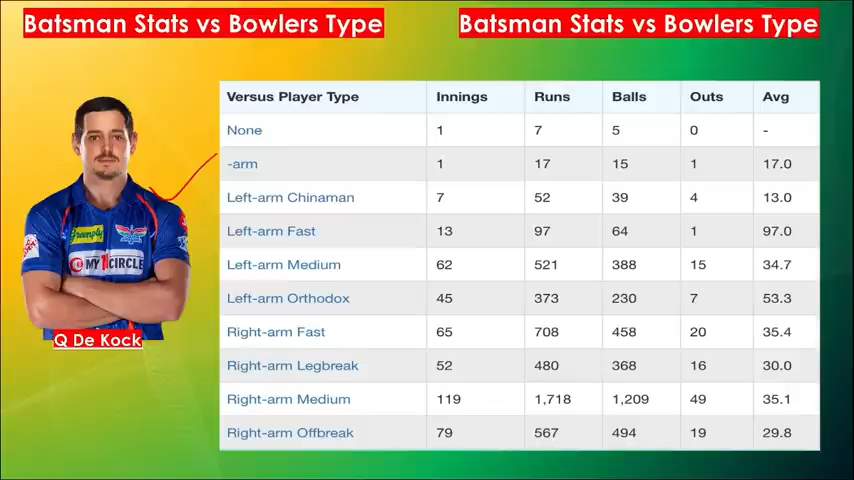 Batsman Stats vs Bowlers Type
Batsman Stats vs Bowlers Type
Versus Player Type Innings Runs Balls Outs Avg
None 1 7 5 0 -
-arm 1 17 15 1 17.0
Left-arm Chinaman 7 52 39 4 13.0
Left-arm Fast 13 97 64 1 97.0
Left-arm Medium 62 521 388 15 34.7
Left-arm Orthodox 45 373 230 7 53.3
Right-arm Fast 65 708 458 20 35.4
Right-arm Legbreak 52 480 368 16 30.0
Right-arm Medium 119 1,718 1,209 49 35.1
Right-arm Offbreak 79 567 494 19 29.8
Greenply
MY11CIRCLE
Q De Kock